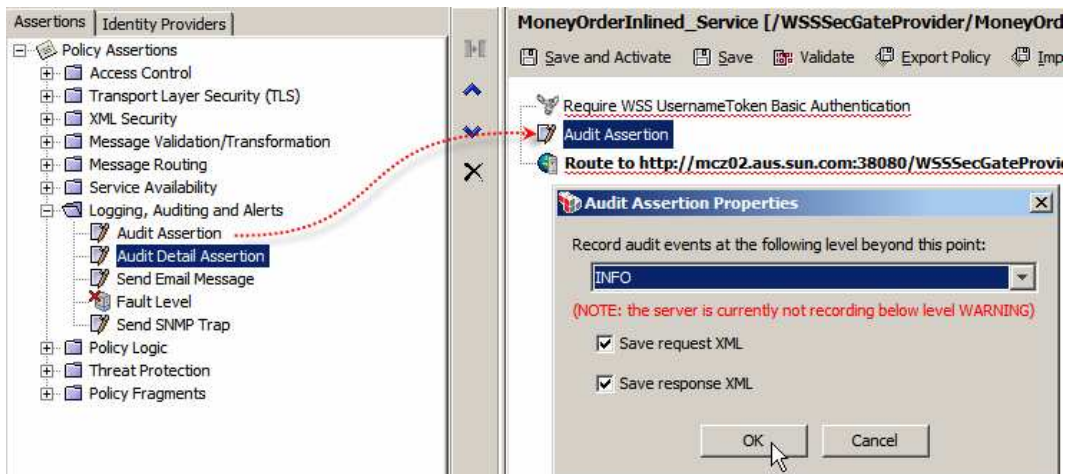 Assertions
Identity Providers
Policy Assertions
Access Control
Transport Layer Security (TLS)
XML Security
Message Validation/Transformation
Message Routing
Service Availability
Logging, Auditing and Alerts
Audit Assertion
Audit Detail Assertion
Send Email Message
Fault Level
Send SNMP Trap
Policy Logic
Threat Protection
Policy Fragments
MoneyOrderInlined_Service [/WSSSecGateProvider/MoneyOrd
Save and Activate Save Validate Export Policy Imp
Require WSS UsernameToken Basic Authentication
Audit Assertion
Route to http://mcz02.aus.sun.com:38080/WSSSecGateProvi
Audit Assertion Properties
Record audit events at the following level beyond this point:
INFO
(NOTE: the server is currently not recording below level WARNING)
Save request XML
Save response XML
OK
Cancel